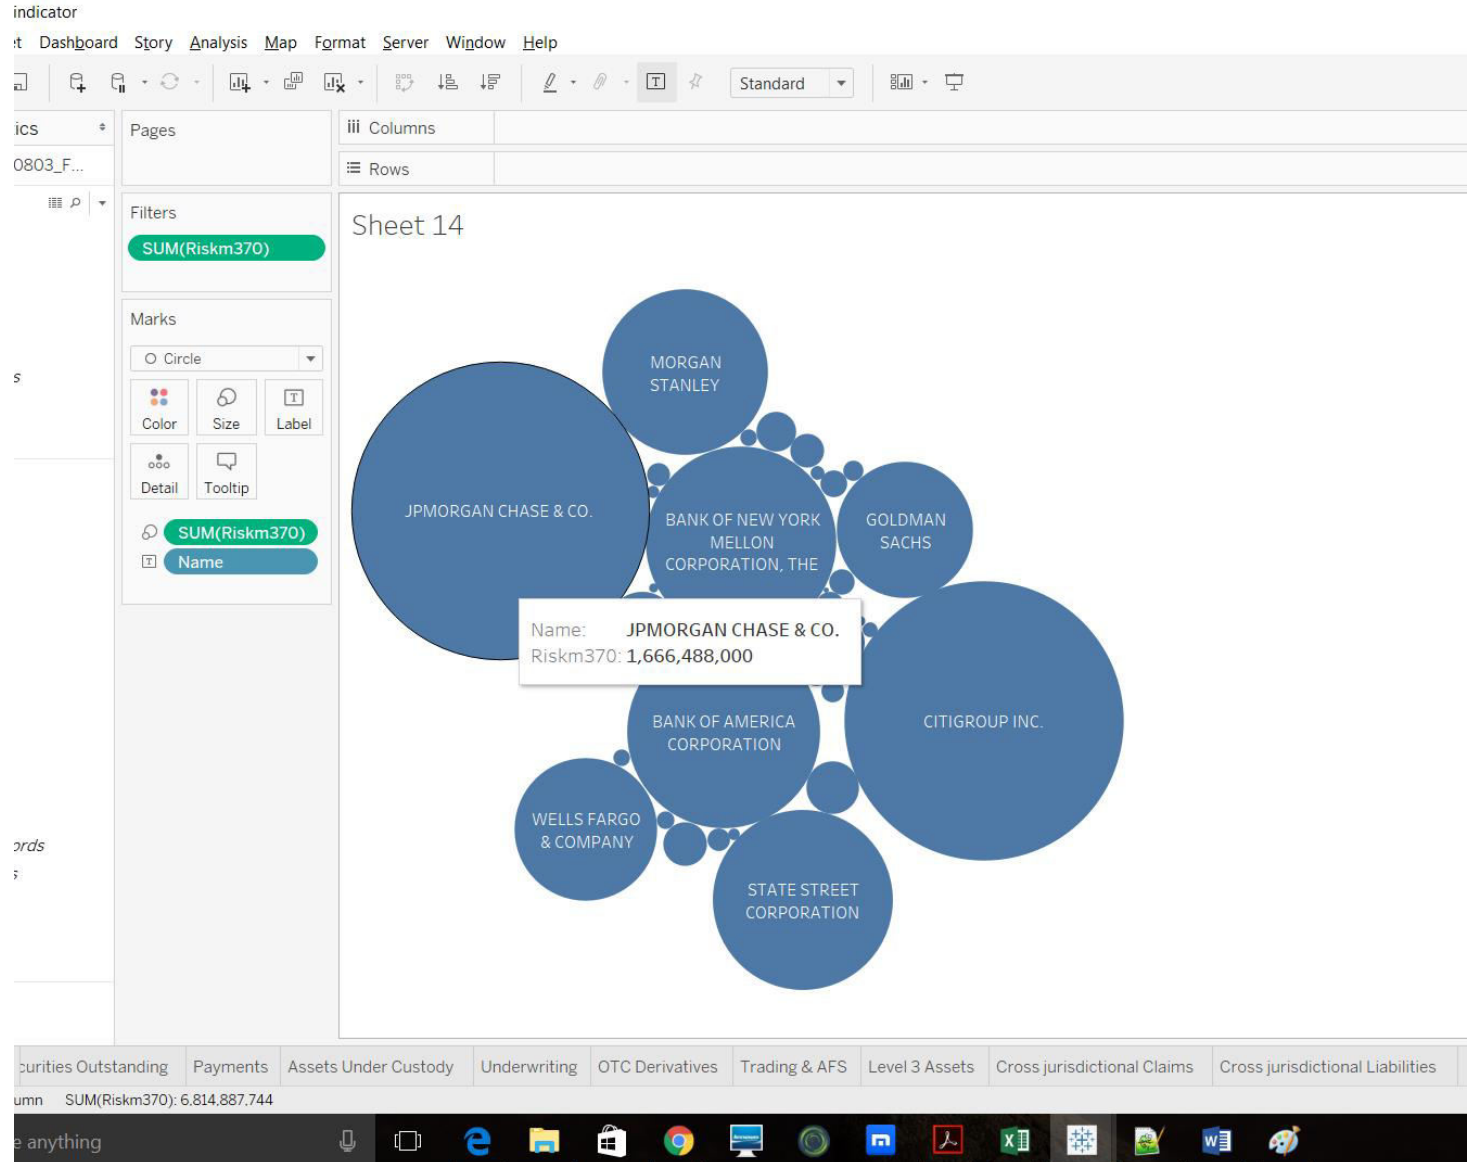 indicator
et Dashboard Story Analysis Map Format Server Window Help
Standard
ics
Pages
iii Columns
0803_F...
Rows
Filters
SUM(Riskm370)
Sheet 14
Marks
Circle
s
Color Size Label
Detail Tooltip
SUM(Riskm370)
Name
MORGAN
STANLEY
JPMORGAN CHASE & CO.
BANK OF NEW YORK
MELLON
CORPORATION, THE
GOLDMAN
SACHS
Name: JPMORGAN CHASE & CO.
Riskm370: 1,666,488,000
BANK OF AMERICA
CORPORATION
CITIGROUP INC.
WELLS FARGO
& COMPANY
STATE STREET
CORPORATION
ords
s
curities Outstanding Payments Assets Under Custody Underwriting OTC Derivatives Trading & AFS Level 3 Assets Cross jurisdictional Claims Cross jurisdictional Liabilities
umn SUM(Riskm370): 6,814,887,744
e anything